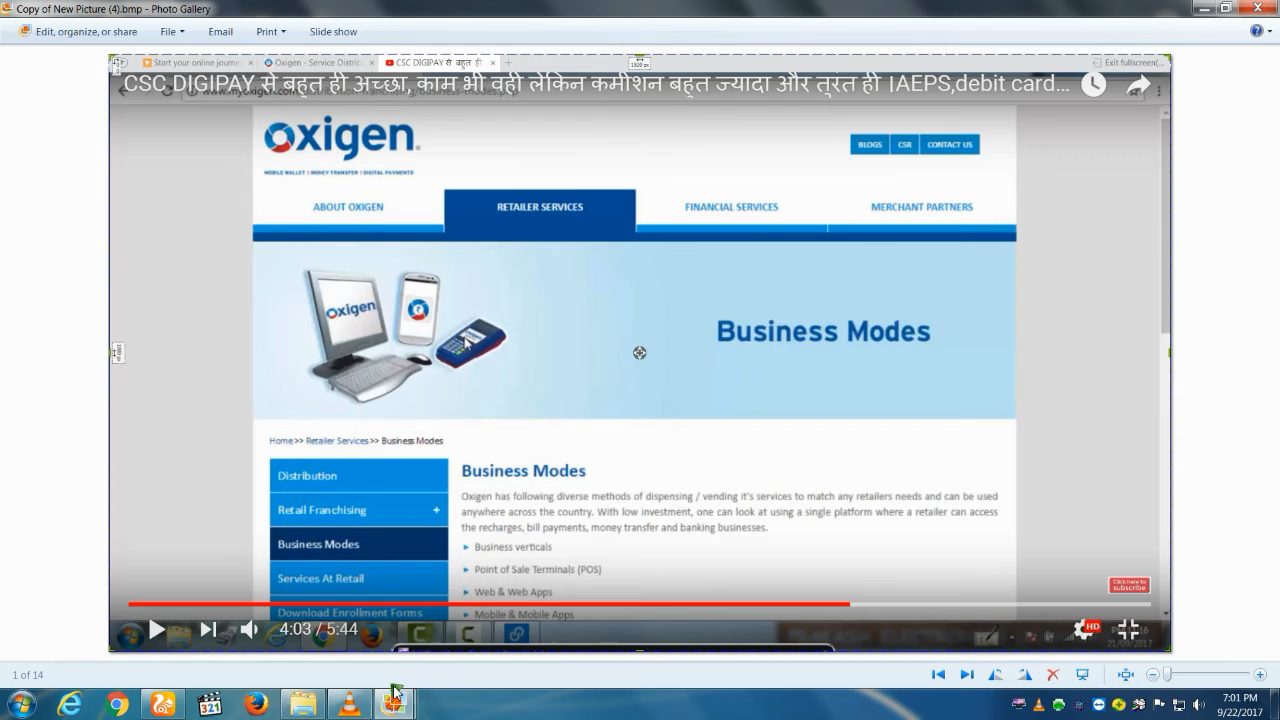 Copy of New Picture (4).bmp - Photo Gallery
Edit, organize, or share File Email Print Slide show
Start your online journe Oxigen - Service Distrib CSC DIGIPAY से बहुत ही 1920 px Exit fullscreen(...
CSC DIGIPAY से बहुत ही अच्छा, काम भी वही लेकिन कमीशन बहुत ज्यादा और तुरंत ही |AEPS,debit card...
oxigen
MOBILE WALLET | MONEY TRANSFER | DIGITAL PAYMENTS
BLOGS CSR CONTACT US
ABOUT OXIGEN RETAILER SERVICES FINANCIAL SERVICES MERCHANT PARTNERS
oxigen
Business Modes
Home >> Retailer Services >> Business Modes
Distribution
Retail Franchising +
Business Modes
Services At Retail
Download Enrollment Forms
Business Modes
Oxigen has following diverse methods of dispensing / vending it's services to match any retailers needs and can be used
anywhere across the country. With low investment, one can look at using a single platform where a retailer can access
the recharges, bill payments, money transfer and banking businesses.
Business verticals
Point of Sale Terminals (POS)
Web & Web Apps
Mobile & Mobile Apps
Click here to
subscribe
4:03 / 5:44 HD
21/09/2017
1 of 14
321
7:01 PM
9/22/2017